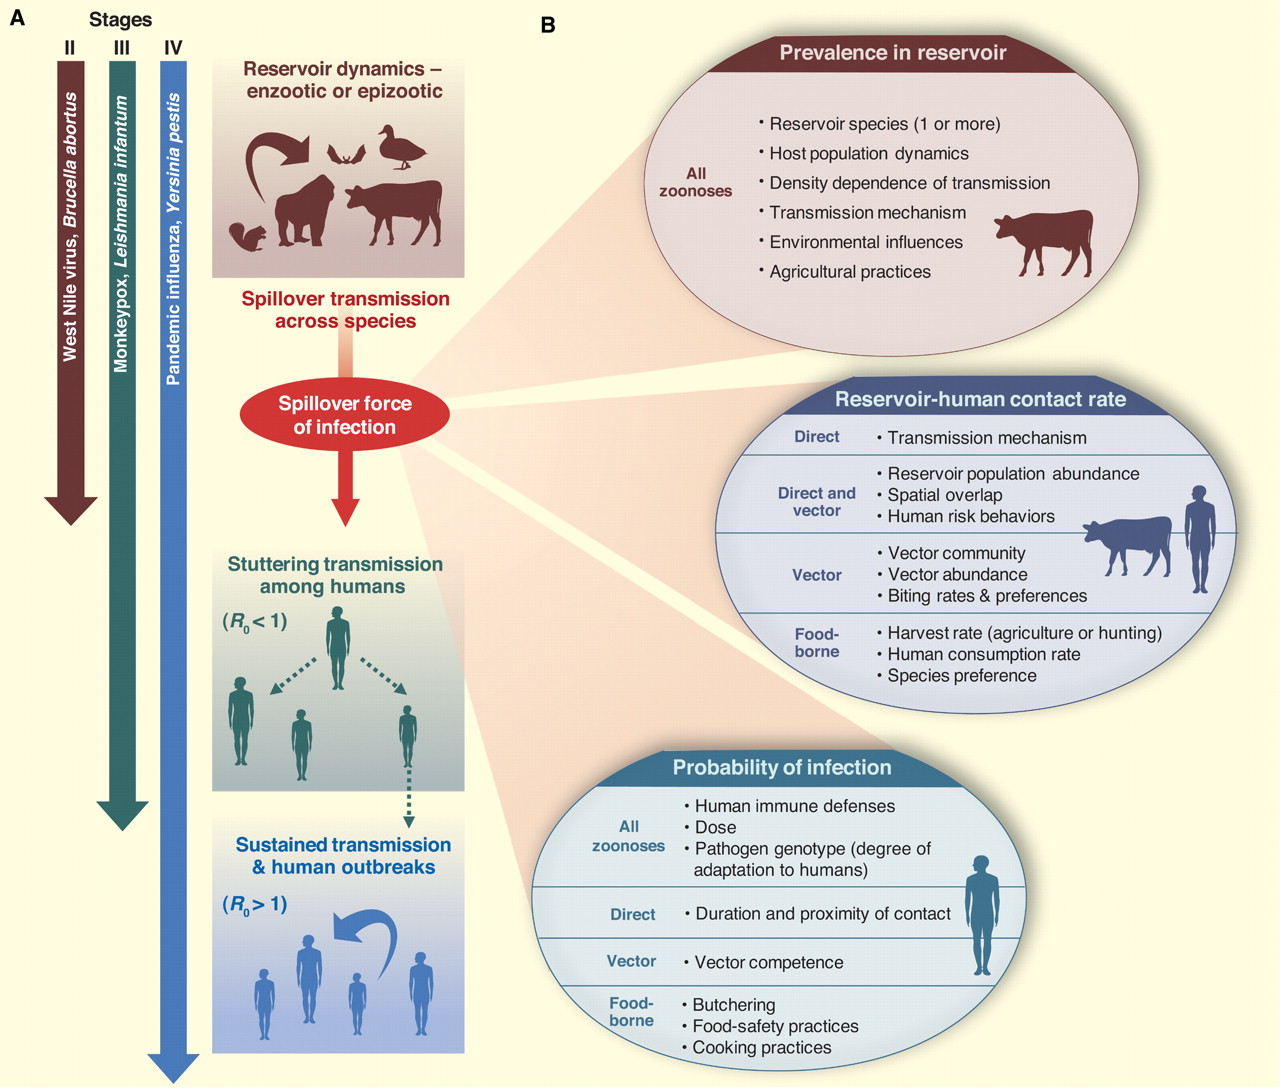 A
Stages
II
III
IV
West Nile virus, Brucella abortus
Monkeypox, Leishmania infantum
Pandemic influenza, Yersinia pestis
Reservoir dynamics –
enzootic or epizootic
Spillover transmission
across species
Spillover force
of infection
Stuttering transmission
among humans
(R0 < 1)
Sustained transmission
& human outbreaks
(R0 > 1)
B
Prevalence in reservoir
All
zoonoses
• Reservoir species (1 or more)
• Host population dynamics
• Density dependence of transmission
• Transmission mechanism
• Environmental influences
• Agricultural practices
Reservoir-human contact rate
Direct
• Transmission mechanism
Direct and
vector
• Reservoir population abundance
• Spatial overlap
• Human risk behaviors
Vector
• Vector community
• Vector abundance
• Biting rates & preferences
Food-
borne
• Harvest rate (agriculture or hunting)
• Human consumption rate
• Species preference
Probability of infection
All
zoonoses
• Human immune defenses
• Dose
• Pathogen genotype (degree of
adaptation to humans)
Direct
• Duration and proximity of contact
Vector
• Vector competence
Food-
borne
• Butchering
• Food-safety practices
• Cooking practices